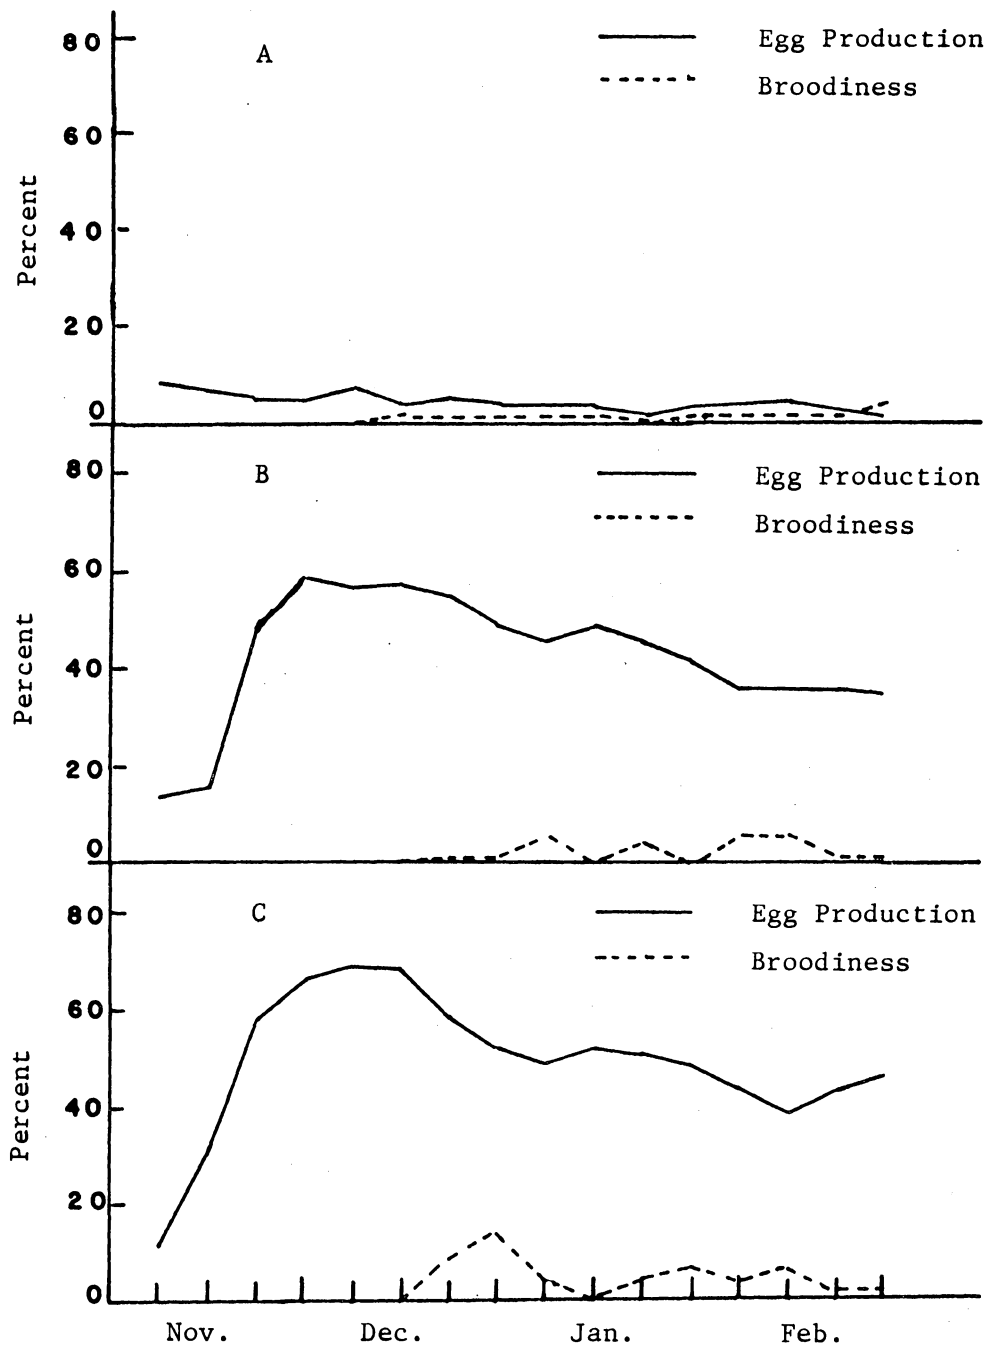 80
A
Egg Production
Broodiness
60
Percent
40
20
0
80
B
Egg Production
Broodiness
60
Percent
40
20
0
80
C
Egg Production
Broodiness
60
Percent
40
20
0
Nov. Dec. Jan. Feb.